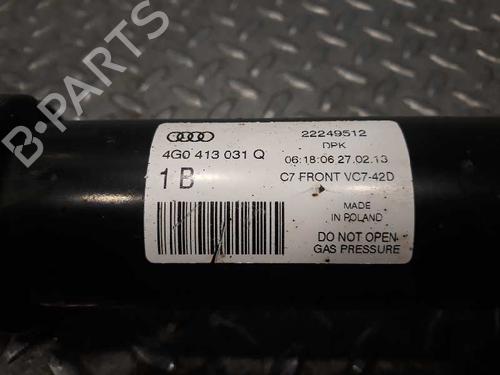 4G0 413 031 Q
1 B
22249512
DPK
06:18:06 27.02.13
C7 FRONT VC7-42D
MADE
IN POLAND
DO NOT OPEN
GAS PRESSURE
B